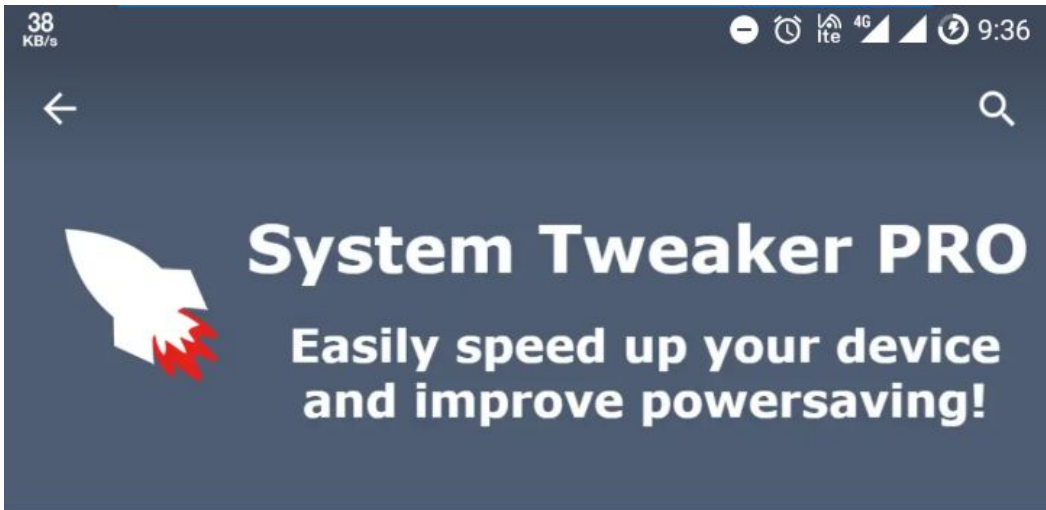 38
KB/s
lte 4G 9:36
System Tweaker PRO
Easily speed up your device
and improve powersaving!